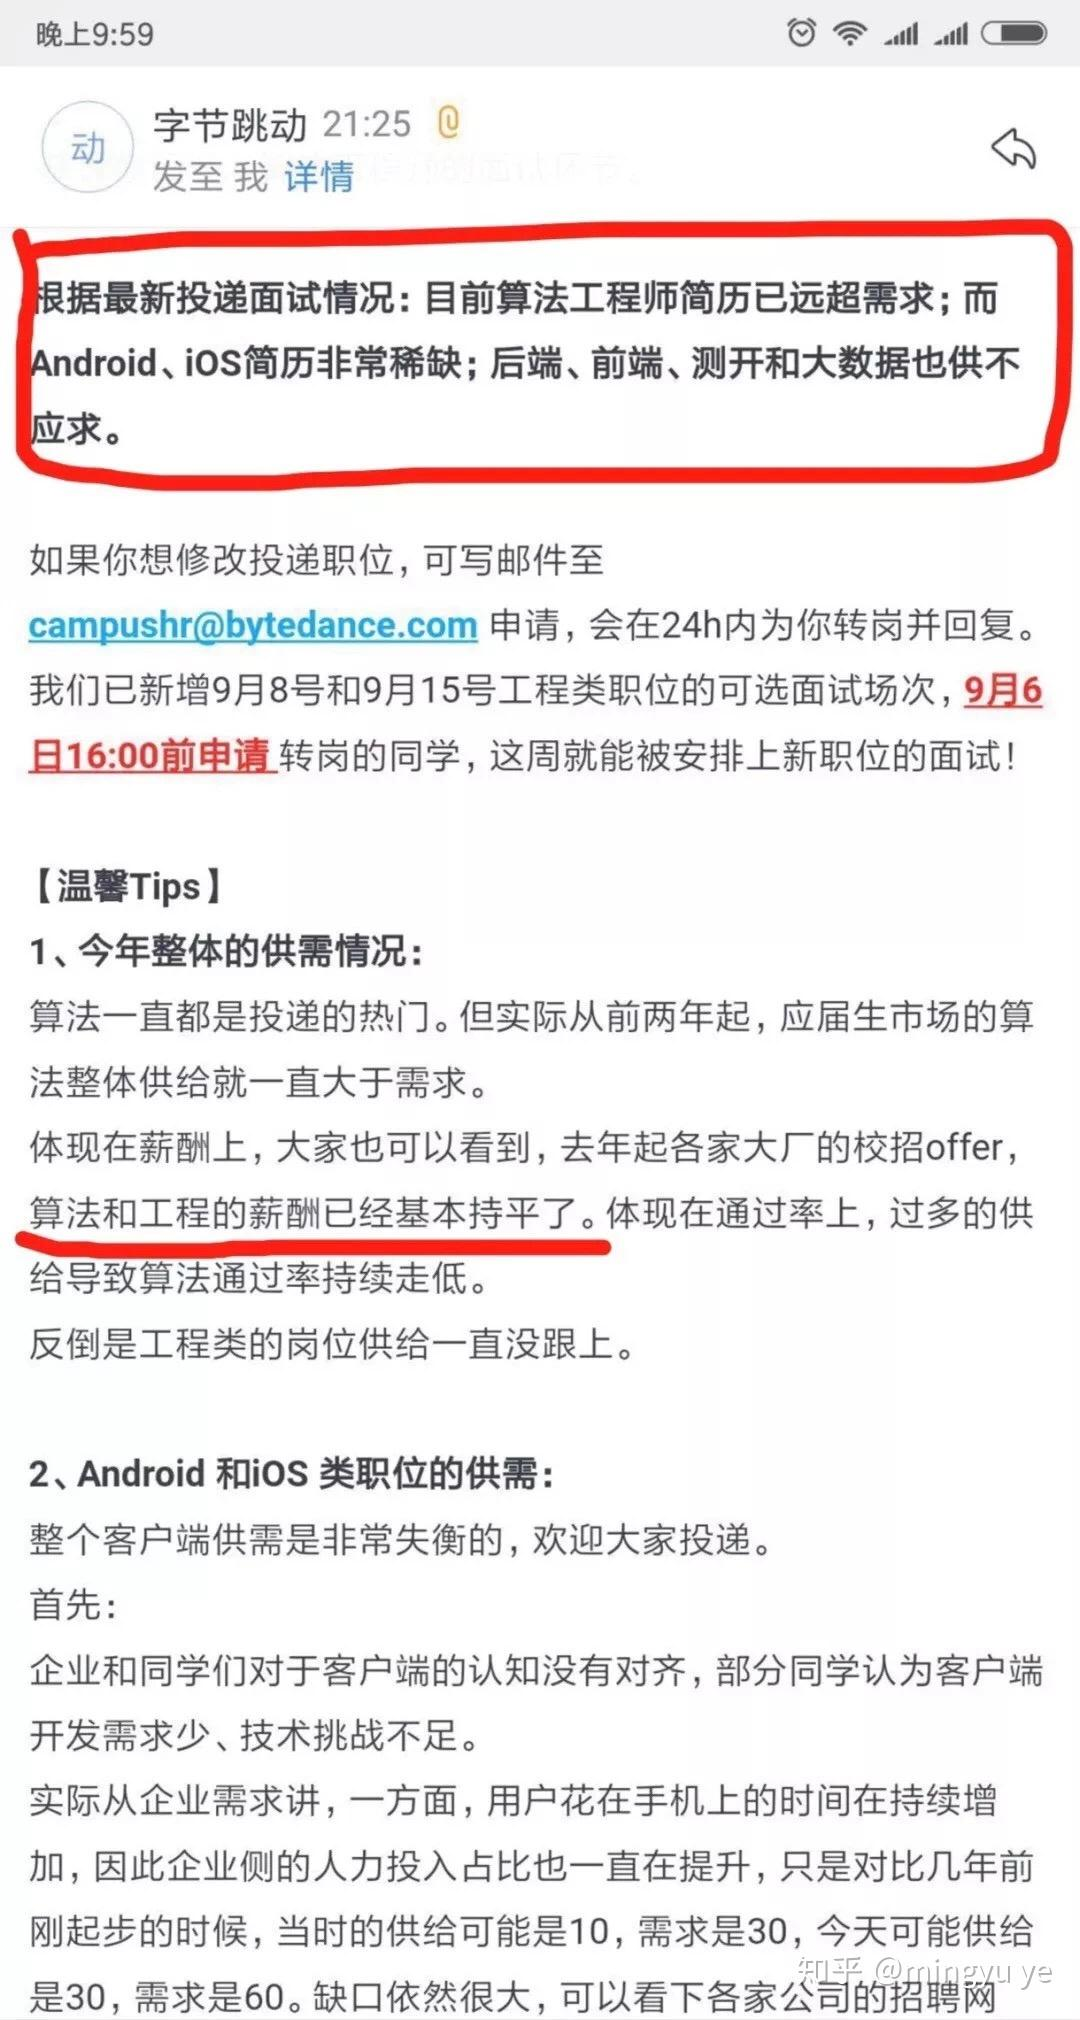 晚上9:59
动
字节跳动 21:25
发至 我 详情
根据最新投递面试情况：目前算法工程师简历已远超需求；而
Android、iOS简历非常稀缺；后端、前端、测开和大数据也供不
应求。
如果你想修改投递职位，可写邮件至
campushr@bytedance.com 申请，会在24h内为你转岗并回复。
我们已新增9月8号和9月15号工程类职位的可选面试场次，9月6
日16:00前申请 转岗的同学，这周就能被安排上新职位的面试！
【温馨Tips】
1、今年整体的供需情况：
算法一直都是投递的热门。但实际从前两年起，应届生市场的算
法整体供给就一直大于需求。
体现在薪酬上，大家也可以看到，去年起各家大厂的校招offer，
算法和工程的薪酬已经基本持平了。体现在通过率上，过多的供
给导致算法通过率持续走低。
反倒是工程类的岗位供给一直没跟上。
2、Android 和iOS 类职位的供需：
整个客户端供需是非常失衡的，欢迎大家投递。
首先：
企业和同学们对于客户端的认知没有对齐，部分同学认为客户端
开发需求少、技术挑战不足。
实际从企业需求讲，一方面，用户花在手机上的时间在持续增
加，因此企业侧的人力投入占比也一直在提升，只是对比几年前
刚起步的时候，当时的供给可能是10，需求是30，今天可能供给
是30，需求是60。缺口依然很大，可以看下各家公司的招聘网
知乎 @mingyu ye